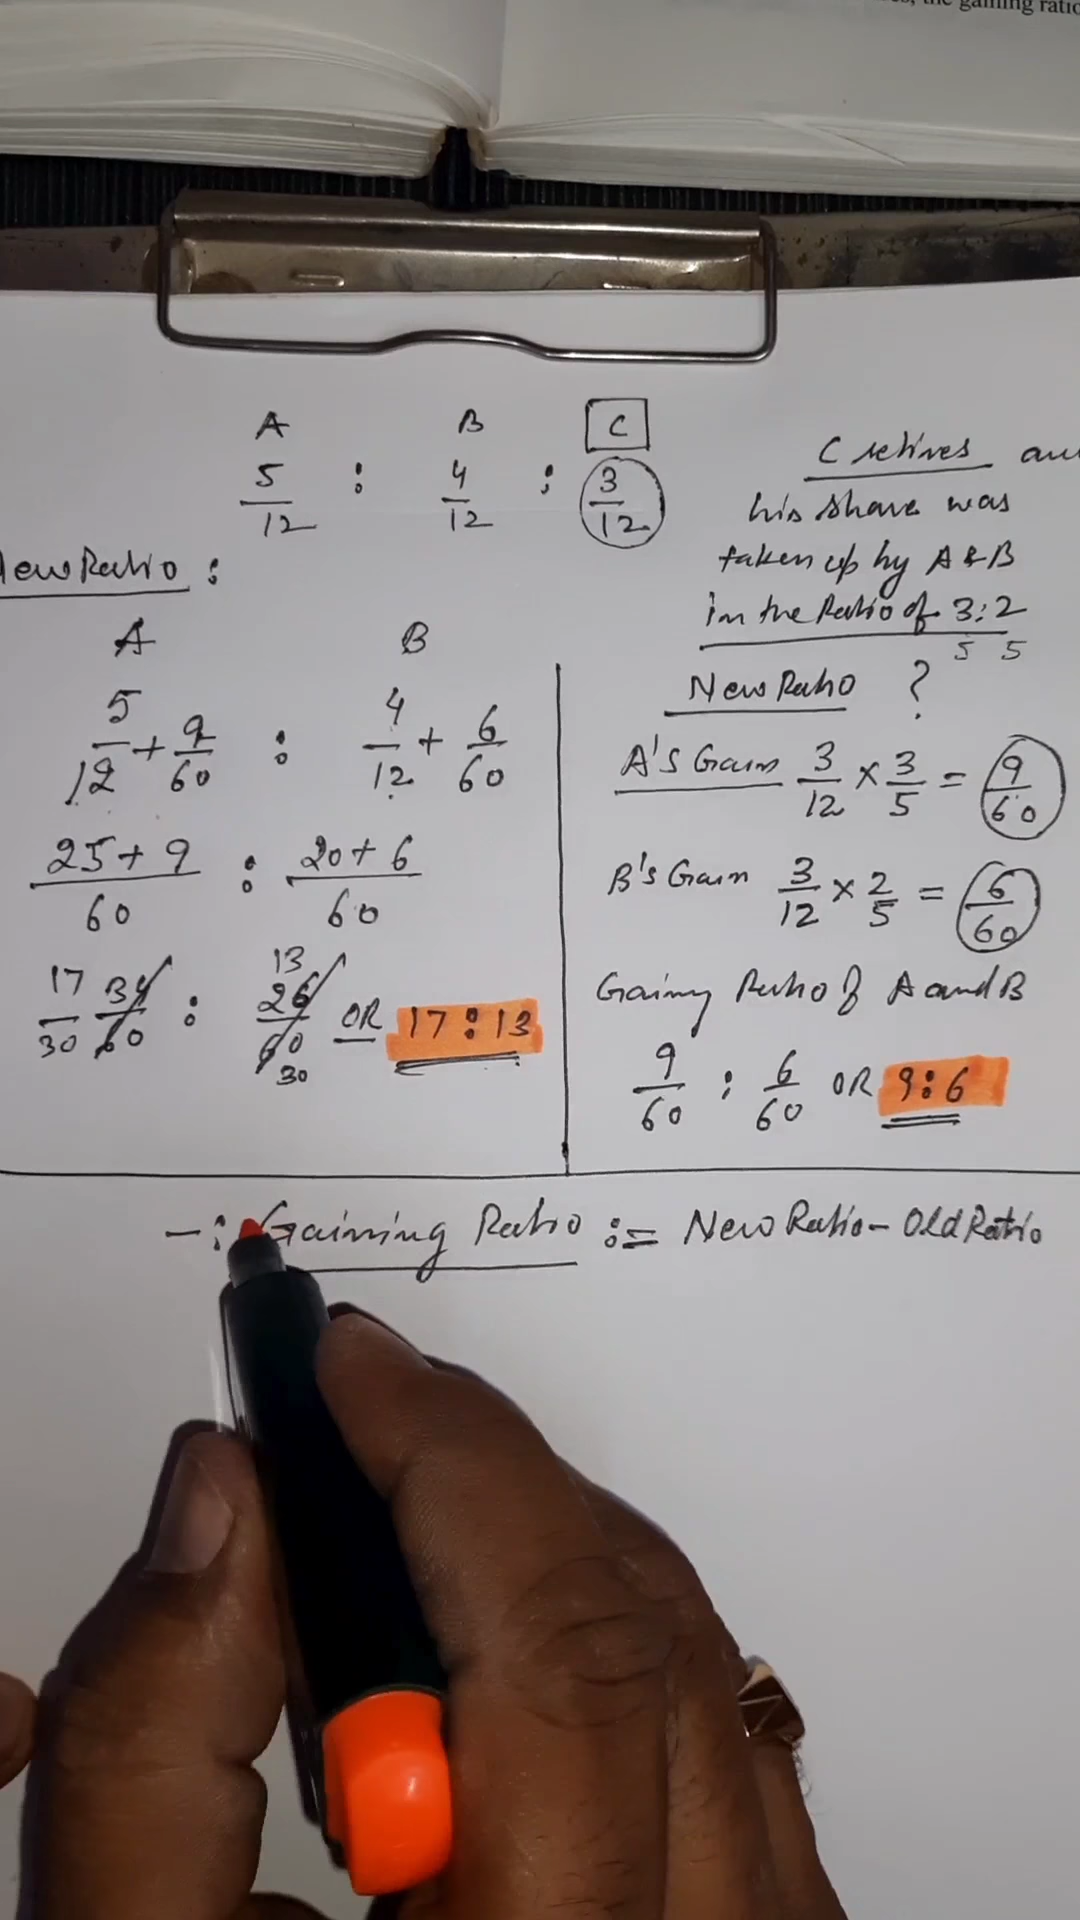 the gaining ratio
A B C
5/12 : 4/12 : 3/12
New Ratio :
A B
5/12 + 9/60 : 4/12 + 6/60
25 + 9/60 : 20 + 6/60
17/30 34/60 : 13 26/60 30 OR 17 : 13
C retires
his share was
taken up by A & B
in the Ratio of 3:2
5 5
New Ratio ?
A's Gain 3/12 × 3/5 = 9/60
B's Gain 3/12 × 2/5 = 6/60
Gaining Ratio of A and B
9/60 : 6/60 OR 9:6
-: Gaining Ratio := New Ratio - Old Ratio